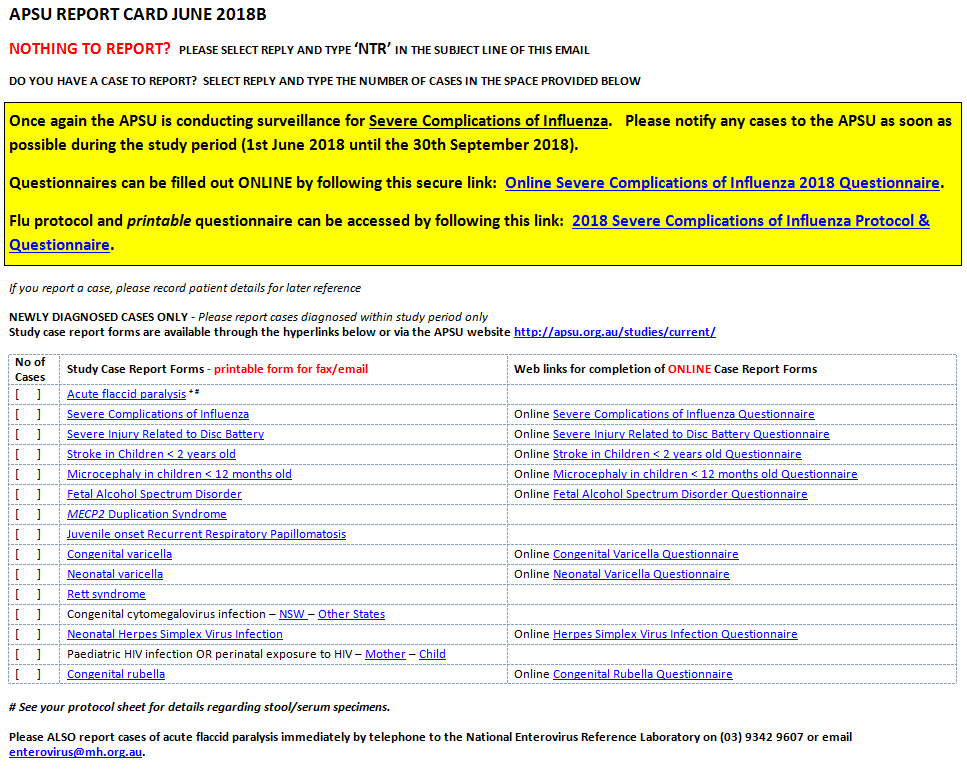 APSU REPORT CARD JUNE 2018B
NOTHING TO REPORT? PLEASE SELECT REPLY AND TYPE ‘NTR’ IN THE SUBJECT LINE OF THIS EMAIL
DO YOU HAVE A CASE TO REPORT? SELECT REPLY AND TYPE THE NUMBER OF CASES IN THE SPACE PROVIDED BELOW
Once again the APSU is conducting surveillance for Severe Complications of Influenza. Please notify any cases to the APSU as soon as
possible during the study period (1st June 2018 until the 30th September 2018).
Questionnaires can be filled out ONLINE by following this secure link: Online Severe Complications of Influenza 2018 Questionnaire.
Flu protocol and printable questionnaire can be accessed by following this link: 2018 Severe Complications of Influenza Protocol &
Questionnaire.
If you report a case, please record patient details for later reference
NEWLY DIAGNOSED CASES ONLY - Please report cases diagnosed within study period only
Study case report forms are available through the hyperlinks below or via the APSU website http://apsu.org.au/studies/current/
No of
Cases
Study Case Report Forms - printable form for fax/email
Web links for completion of ONLINE Case Report Forms
[ ] Acute flaccid paralysis +#
[ ] Severe Complications of Influenza Online Severe Complications of Influenza Questionnaire
[ ] Severe Injury Related to Disc Battery Online Severe Injury Related to Disc Battery Questionnaire
[ ] Stroke in Children < 2 years old Online Stroke in Children < 2 years old Questionnaire
[ ] Microcephaly in children < 12 months old Online Microcephaly in children < 12 months old Questionnaire
[ ] Fetal Alcohol Spectrum Disorder Online Fetal Alcohol Spectrum Disorder Questionnaire
[ ] MECP2 Duplication Syndrome
[ ] Juvenile onset Recurrent Respiratory Papillomatosis
[ ] Congenital varicella Online Congenital Varicella Questionnaire
[ ] Neonatal varicella Online Neonatal Varicella Questionnaire
[ ] Rett syndrome
[ ] Congenital cytomegalovirus infection – NSW – Other States
[ ] Neonatal Herpes Simplex Virus Infection Online Herpes Simplex Virus Infection Questionnaire
[ ] Paediatric HIV infection OR perinatal exposure to HIV – Mother – Child
[ ] Congenital rubella Online Congenital Rubella Questionnaire
# See your protocol sheet for details regarding stool/serum specimens.
Please ALSO report cases of acute flaccid paralysis immediately by telephone to the National Enterovirus Reference Laboratory on (03) 9342 9607 or email
enterovirus@mh.org.au.